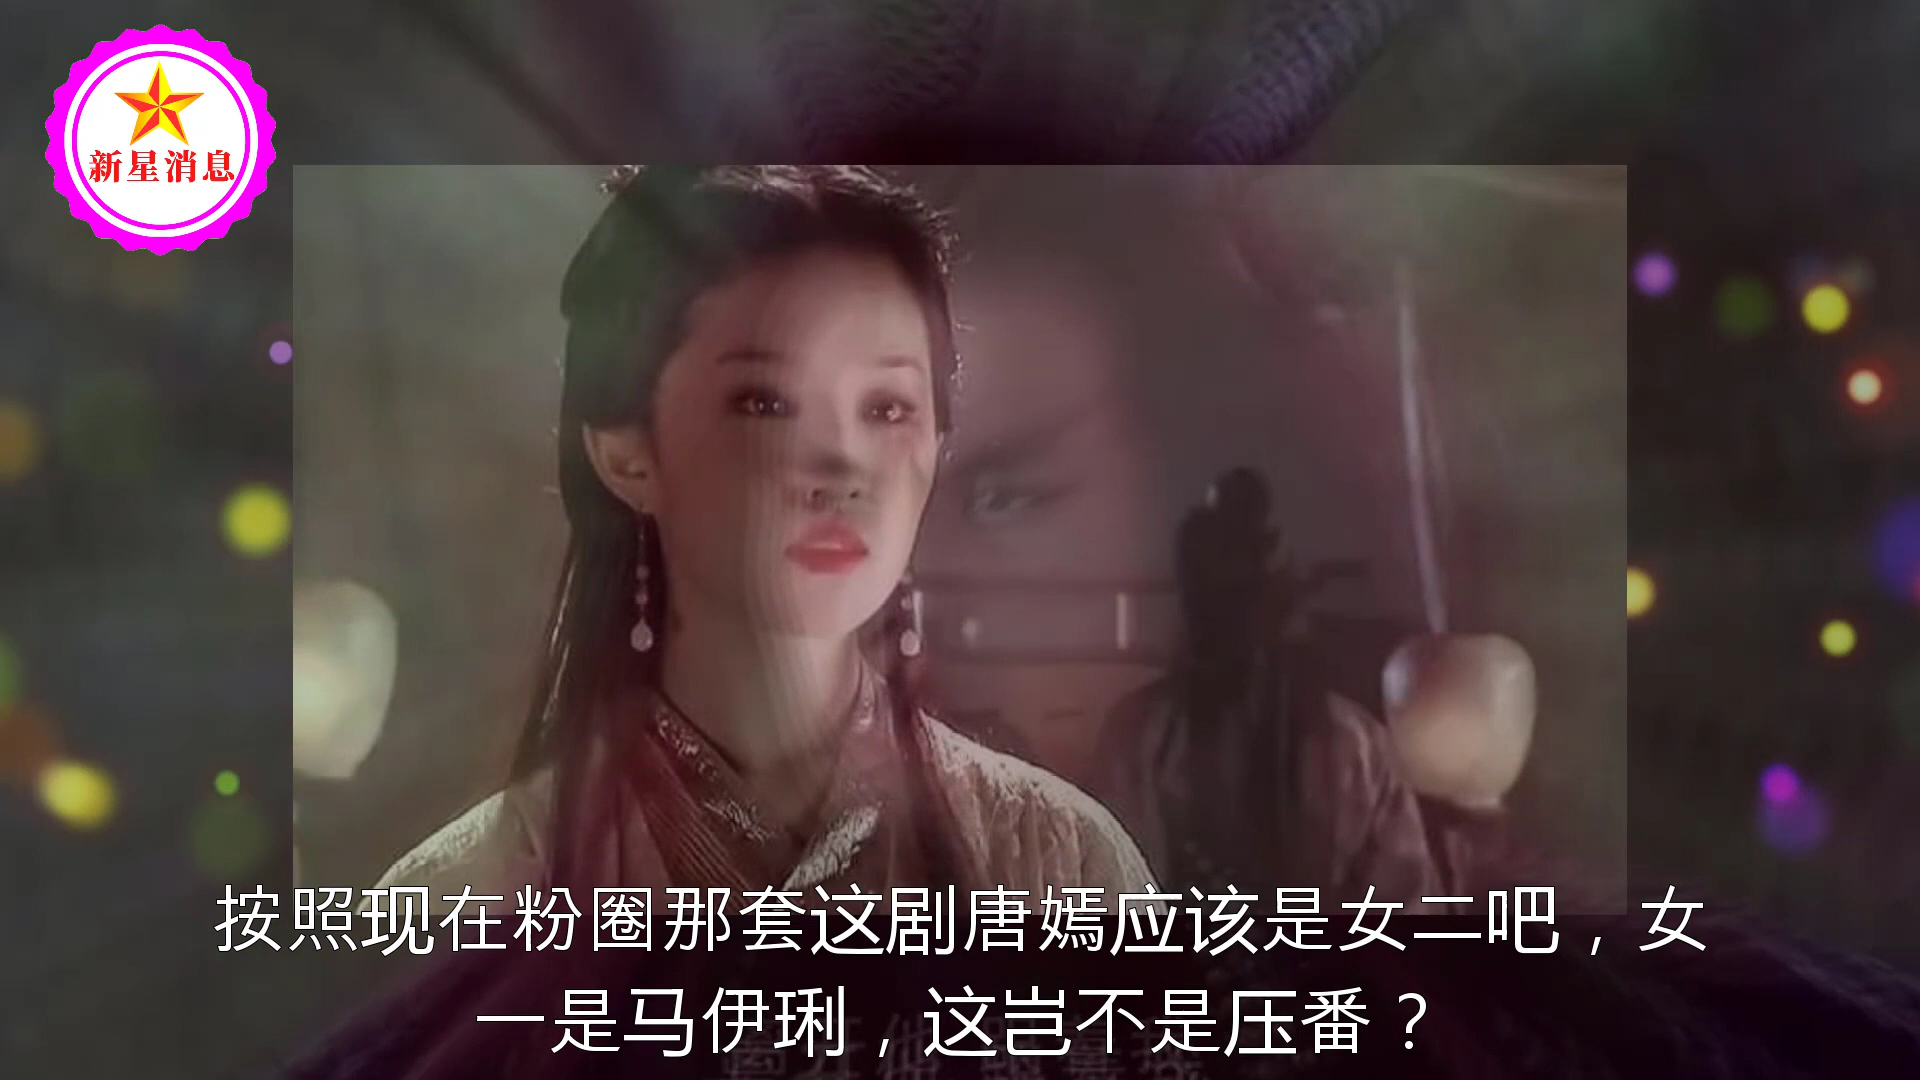 新星消息
按照现在粉圈那套这剧唐嫣应该是女二吧，女
一是马伊琍，这岂不是压番？